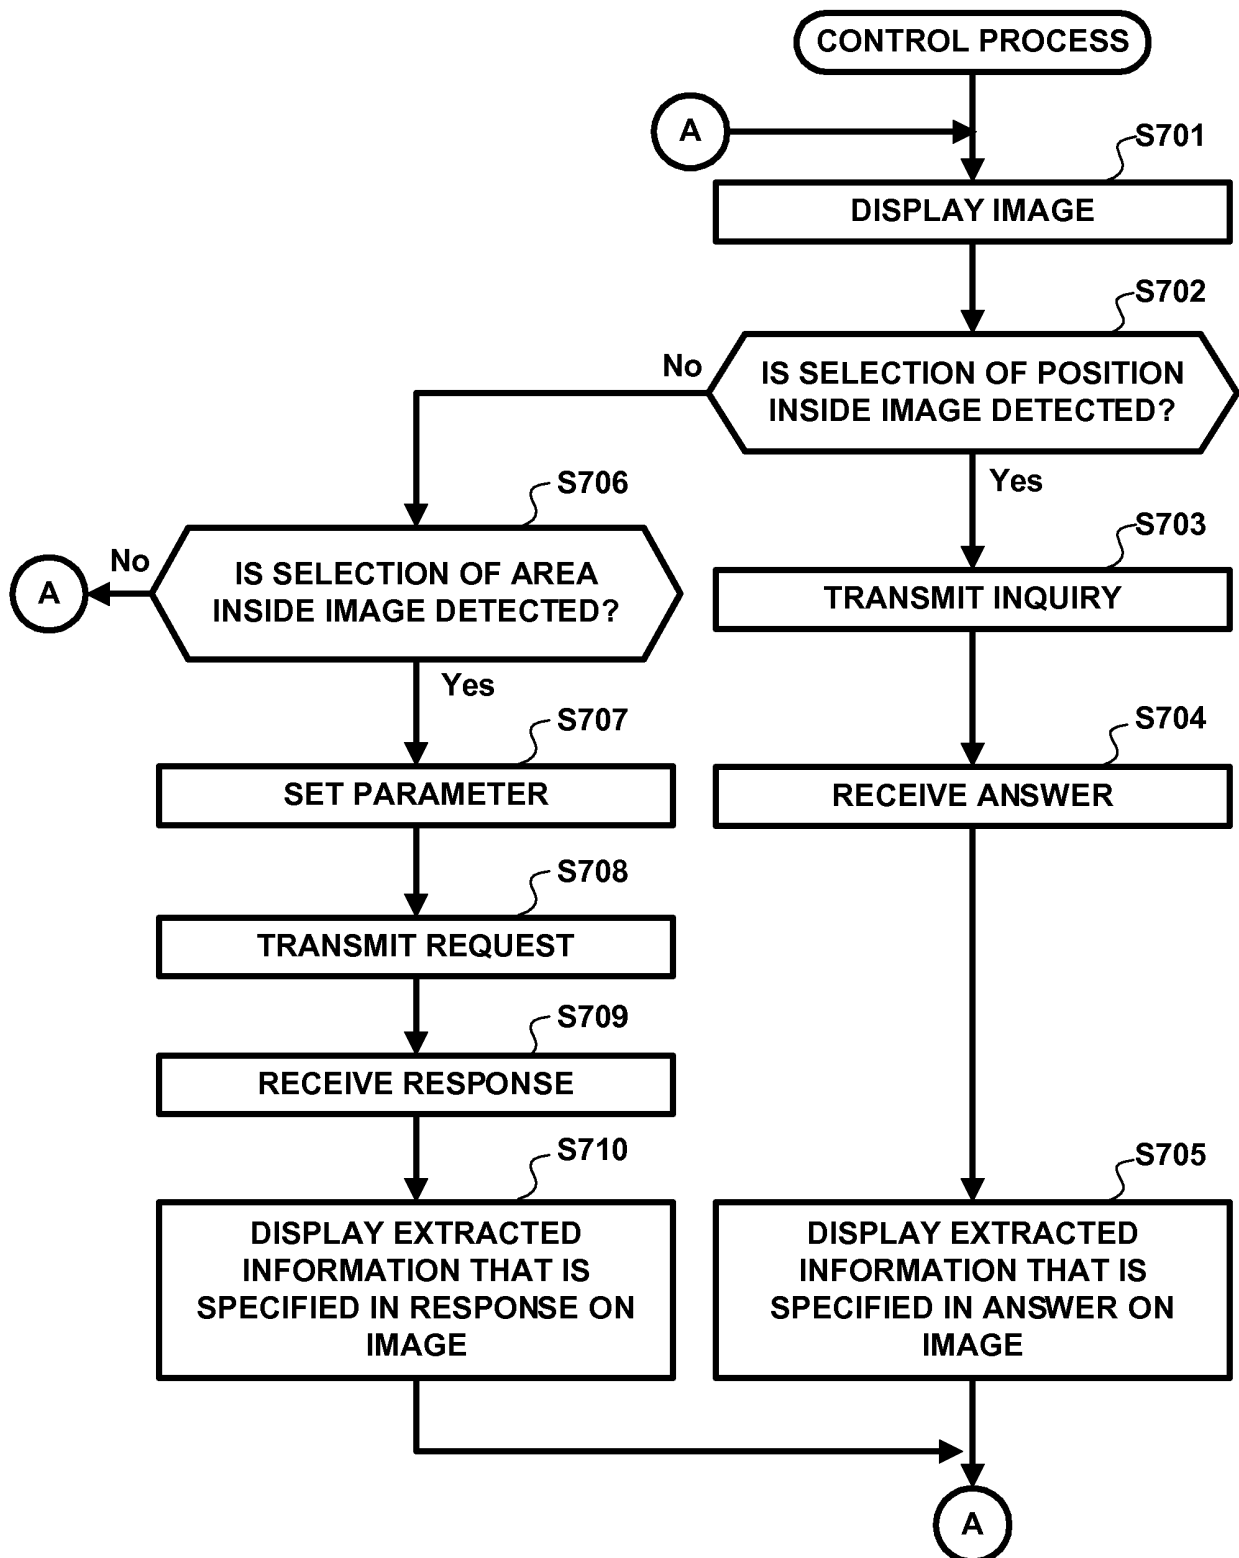 CONTROL PROCESS
A
S701
DISPLAY IMAGE
S702
No
IS SELECTION OF POSITION
INSIDE IMAGE DETECTED?
Yes
S706
No
A
IS SELECTION OF AREA
INSIDE IMAGE DETECTED?
S703
TRANSMIT INQUIRY
Yes
S707
SET PARAMETER
S704
RECEIVE ANSWER
S708
TRANSMIT REQUEST
S709
RECEIVE RESPONSE
S710
DISPLAY EXTRACTED
INFORMATION THAT IS
SPECIFIED IN RESPONSE ON
IMAGE
S705
DISPLAY EXTRACTED
INFORMATION THAT IS
SPECIFIED IN ANSWER ON
IMAGE
A